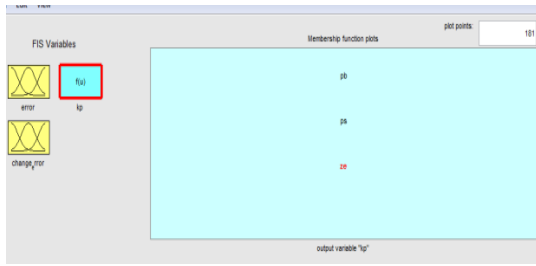 Edit View
plot points:
181
FIS Variables
Membership function plots
f(u)
error
kp
change_error
pb
ps
ze
output variable "kp"